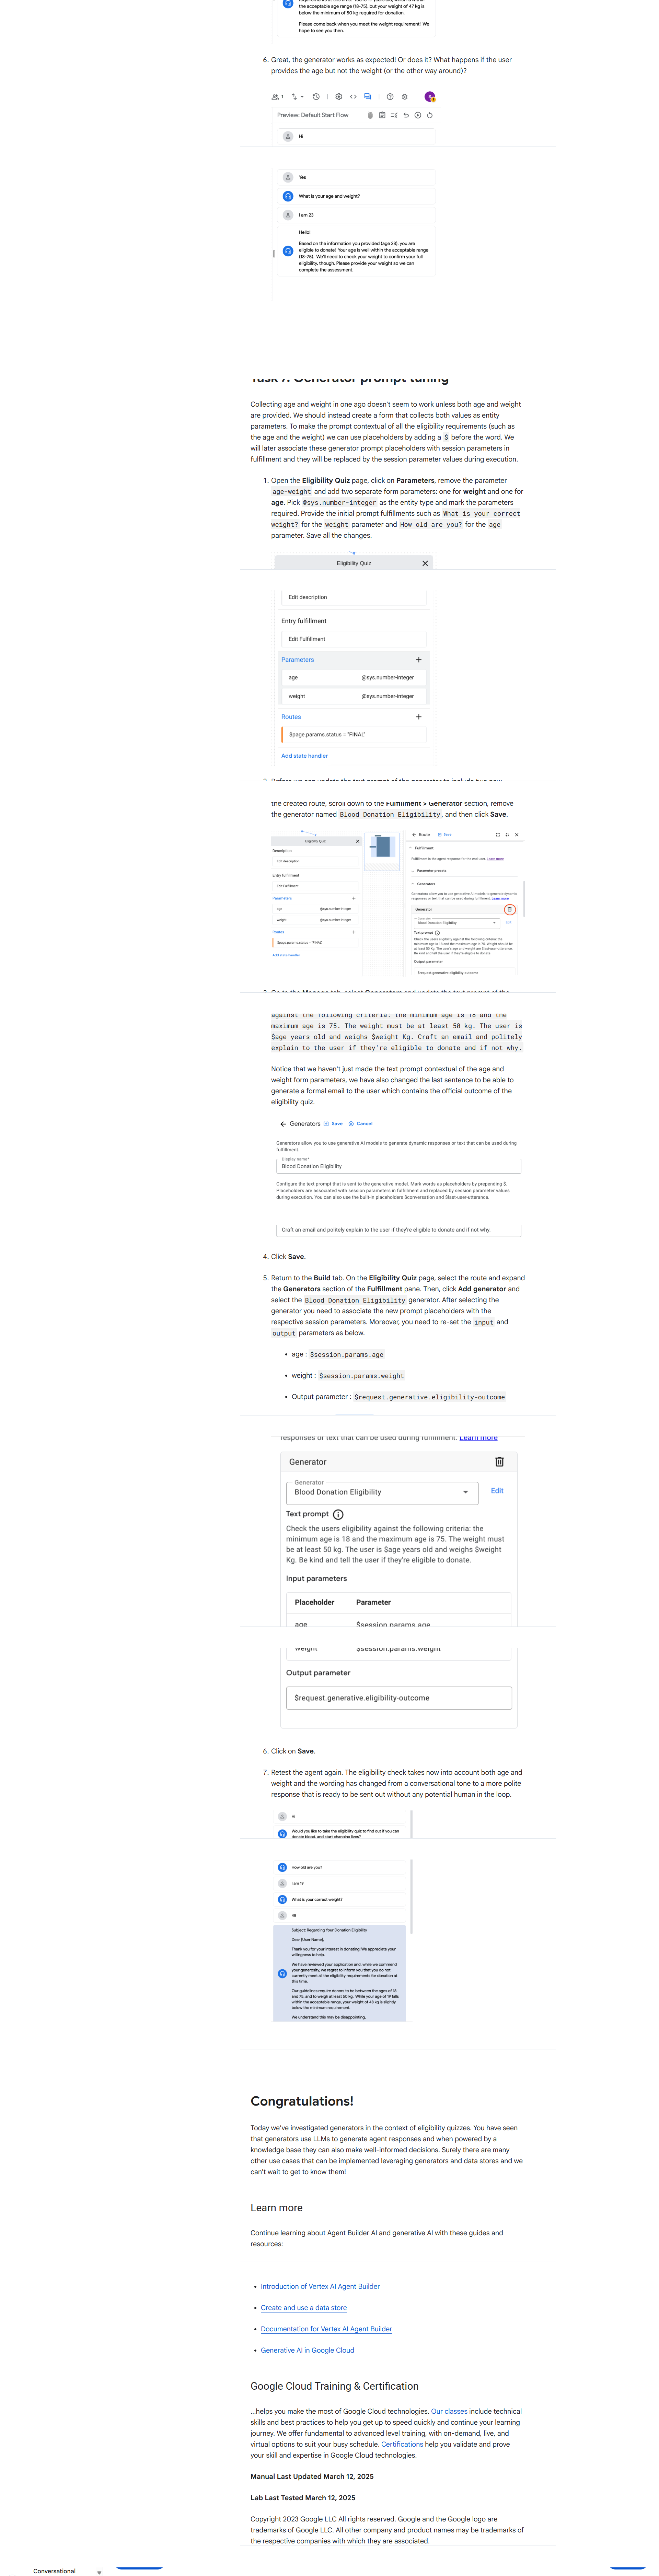 the acceptable age range (18-75), but your weight of 47 kg is
below the minimum of 50 kg required for donation.
Please come back when you meet the weight requirement! We
hope to see you then.
6. Great, the generator works as expected! Or does it? What happens if the user
provides the age but not the weight (or the other way around)?
1
Preview: Default Start Flow
Hi
Yes
What is your age and weight?
I am 23
Hello!
Based on the information you provided (age 23), you are
eligible to donate! Your age is well within the acceptable range
(18-75). We'll need to check your weight to confirm your full
eligibility, though. Please provide your weight so we can
complete the assessment.
Task 7. Generator prompt tuning
Collecting age and weight in one ago doesn't seem to work unless both age and weight
are provided. We should instead create a form that collects both values as entity
parameters. To make the prompt contextual of all the eligibility requirements (such as
the age and the weight) we can use placeholders by adding a $ before the word. We
will later associate these generator prompt placeholders with session parameters in
fulfillment and they will be replaced by the session parameter values during execution.
1. Open the Eligibility Quiz page, click on Parameters, remove the parameter
age-weight and add two separate form parameters: one for weight and one for
age. Pick @sys.number-integer as the entity type and mark the parameters
required. Provide the initial prompt fulfillments such as What is your correct
weight? for the weight parameter and How old are you? for the age
parameter. Save all the changes.
Eligibility Quiz
Edit description
Entry fulfillment
Edit Fulfillment
Parameters
age @sys.number-integer
weight @sys.number-integer
Routes
$page.params.status = "FINAL"
Add state handler
the created route, scroll down to the Fulfillment > Generator section, remove
the generator named Blood Donation Eligibility, and then click Save.
Eligibility Quiz
Description
Edit description
Entry fulfillment
Edit Fulfillment
Parameters
age @sys.number-integer
weight @sys.number-integer
Routes
$page.params.status = "FINAL"
Add state handler
Route Save
Fulfillment
Fulfillment is the agent response for the end user. Learn more
Parameter presets
Generators
Generators allow you to use generative AI models to generate dynamic
responses or text that can be used during fulfillment. Learn more
Generator
Generator
Blood Donation Eligibility
Edit
Text prompt
Check the users eligibility against the following criteria: the
minimum age is 18 and the maximum age is 75. Weight should be
Output parameter
$request.generative.eligibility-outcome
against the following criteria: the minimum age is 18 and the
maximum age is 75. The weight must be at least 50 kg. The user is
$age years old and weighs $weight Kg. Craft an email and politely
explain to the user if they're eligible to donate and if not why.
Notice that we haven't just made the text prompt contextual of the age and
weight form parameters, we have also changed the last sentence to be able to
generate a formal email to the user which contains the official outcome of the
eligibility quiz.
Generators Save Cancel
Generators allow you to use generative AI models to generate dynamic responses or text that can be used during
fulfillment.
Display name*
Blood Donation Eligibility
Configure the text prompt that is sent to the generative model. Mark words as placeholders by prepending $.
Placeholders are associated with session parameters in fulfillment and replaced by session parameter values
during execution. You can also use the built-in placeholders $conversation and $last-user-utterance.
Craft an email and politely explain to the user if they're eligible to donate and if not why.
4. Click Save.
5. Return to the Build tab. On the Eligibility Quiz page, select the route and expand
the Generators section of the Fulfillment pane. Then, click Add generator and
select the Blood Donation Eligibility generator. After selecting the
generator you need to associate the new prompt placeholders with the
respective session parameters. Moreover, you need to re-set the input and
output parameters as below.
• age : $session.params.age
• weight : $session.params.weight
• Output parameter : $request.generative.eligibility-outcome
responses or text that can be used during fulfillment. Learn more
Generator
Generator
Blood Donation Eligibility
Edit
Text prompt
Check the users eligibility against the following criteria: the
minimum age is 18 and the maximum age is 75. The weight must
be at least 50 kg. The user is $age years old and weighs $weight
Kg. Be kind and tell the user if they're eligible to donate.
Input parameters
Placeholder Parameter
age $session.params.age
weight $session.params.weight
Output parameter
$request.generative.eligibility-outcome
6. Click on Save.
7. Retest the agent again. The eligibility check takes now into account both age and
weight and the wording has changed from a conversational tone to a more polite
response that is ready to be sent out without any potential human in the loop.
Hi
Would you like to take the eligibility quiz to find out if you can
donate blood, and start changing lives?
How old are you?
I am 19
What is your correct weight?
48
Subject: Regarding Your Donation Eligibility
Dear [User Name],
Thank you for your interest in donating! We appreciate your
willingness to help.
We have reviewed your application and, while we commend
your generosity, we regret to inform you that you do not
currently meet all the eligibility requirements for donation at
this time.
Our guidelines require donors to be between the ages of 18
and 75, and to weigh at least 50 kg. While your age of 19 falls
within the acceptable range, your weight of 48 kg is slightly
below the minimum requirement.
We understand this may be disappointing,
Congratulations!
Today we've investigated generators in the context of eligibility quizzes. You have seen
that generators use LLMs to generate agent responses and when powered by a
knowledge base they can also make well-informed decisions. Surely there are many
other use cases that can be implemented leveraging generators and data stores and we
can't wait to get to know them!
Learn more
Continue learning about Agent Builder AI and generative AI with these guides and
resources:
• Introduction of Vertex AI Agent Builder
• Create and use a data store
• Documentation for Vertex AI Agent Builder
• Generative AI in Google Cloud
Google Cloud Training & Certification
...helps you make the most of Google Cloud technologies. Our classes include technical
skills and best practices to help you get up to speed quickly and continue your learning
journey. We offer fundamental to advanced level training, with on-demand, live, and
virtual options to suit your busy schedule. Certifications help you validate and prove
your skill and expertise in Google Cloud technologies.
Manual Last Updated March 12, 2025
Lab Last Tested March 12, 2025
Copyright 2023 Google LLC All rights reserved. Google and the Google logo are
trademarks of Google LLC. All other company and product names may be trademarks of
the respective companies with which they are associated.
Conversational